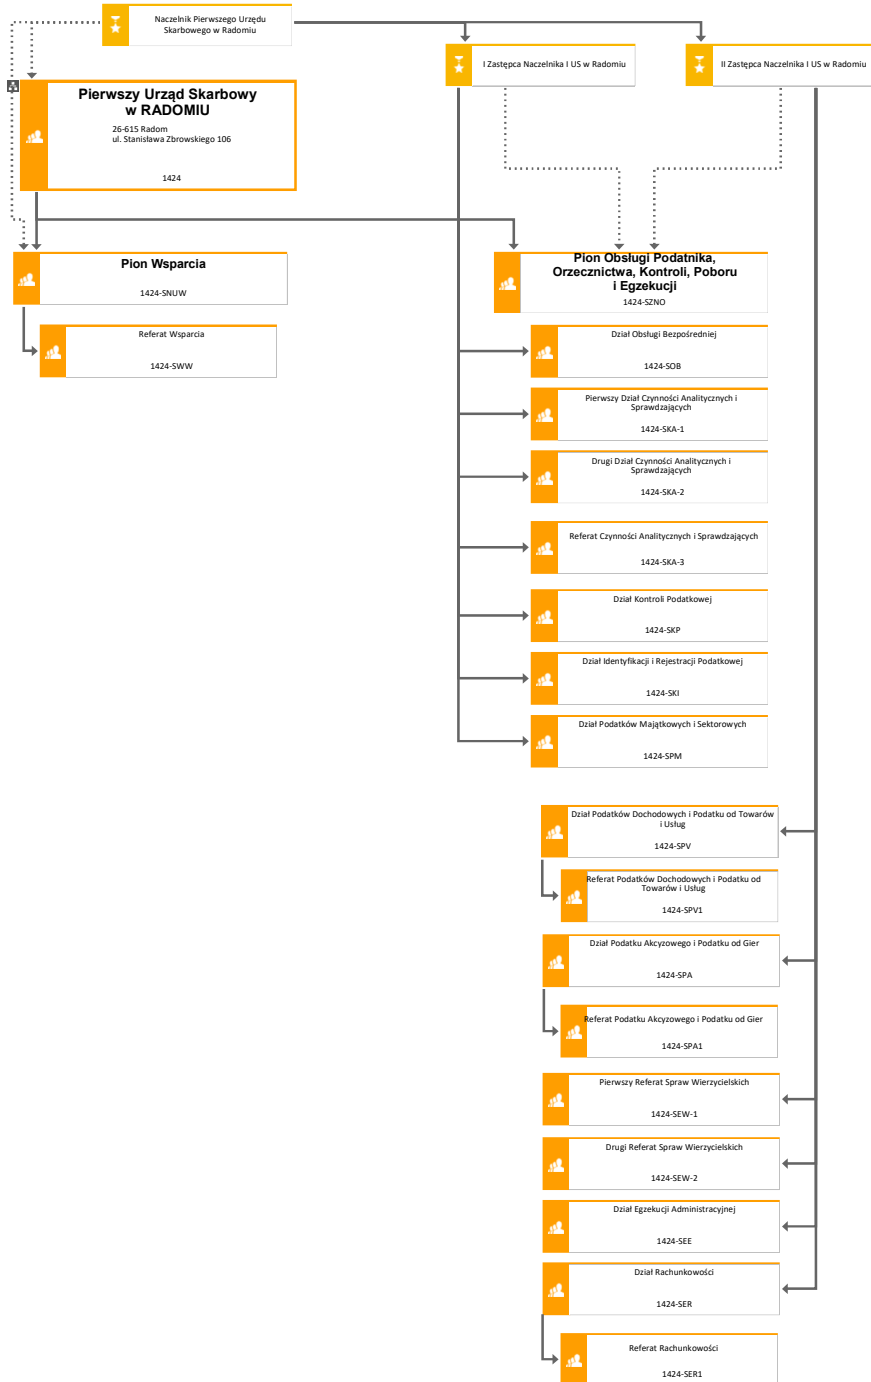 Naczelnik Pierwszego Urzędu
Skarbowego w Radomiu
I Zastępca Naczelnika I US w Radomiu
II Zastępca Naczelnika I US w Radomiu
Pierwszy Urząd Skarbowy
w RADOMIU
26-615 Radom
ul. Stanisława Zbrowskiego 106
1424
Pion Wsparcia
1424-SNUW
Referat Wsparcia
1424-SWW
Pion Obsługi Podatnika,
Orzecznictwa, Kontroli, Poboru
i Egzekucji
1424-SZNO
Dział Obsługi Bezpośredniej
1424-SOB
Pierwszy Dział Czynności Analitycznych i
Sprawdzających
1424-SKA-1
Drugi Dział Czynności Analitycznych i
Sprawdzających
1424-SKA-2
Referat Czynności Analitycznych i Sprawdzających
1424-SKA-3
Dział Kontroli Podatkowej
1424-SKP
Dział Identyfikacji i Rejestracji Podatkowej
1424-SKI
Dział Podatków Majątkowych i Sektorowych
1424-SPM
Dział Podatków Dochodowych i Podatku od Towarów
i Usług
1424-SPV
Referat Podatków Dochodowych i Podatku od
Towarów i Usług
1424-SPV1
Dział Podatku Akcyzowego i Podatku od Gier
1424-SPA
Referat Podatku Akcyzowego i Podatku od Gier
1424-SPA1
Pierwszy Referat Spraw Wierzycielskich
1424-SEW-1
Drugi Referat Spraw Wierzycielskich
1424-SEW-2
Dział Egzekucji Administracyjnej
1424-SEE
Dział Rachunkowości
1424-SER
Referat Rachunkowości
1424-SER1